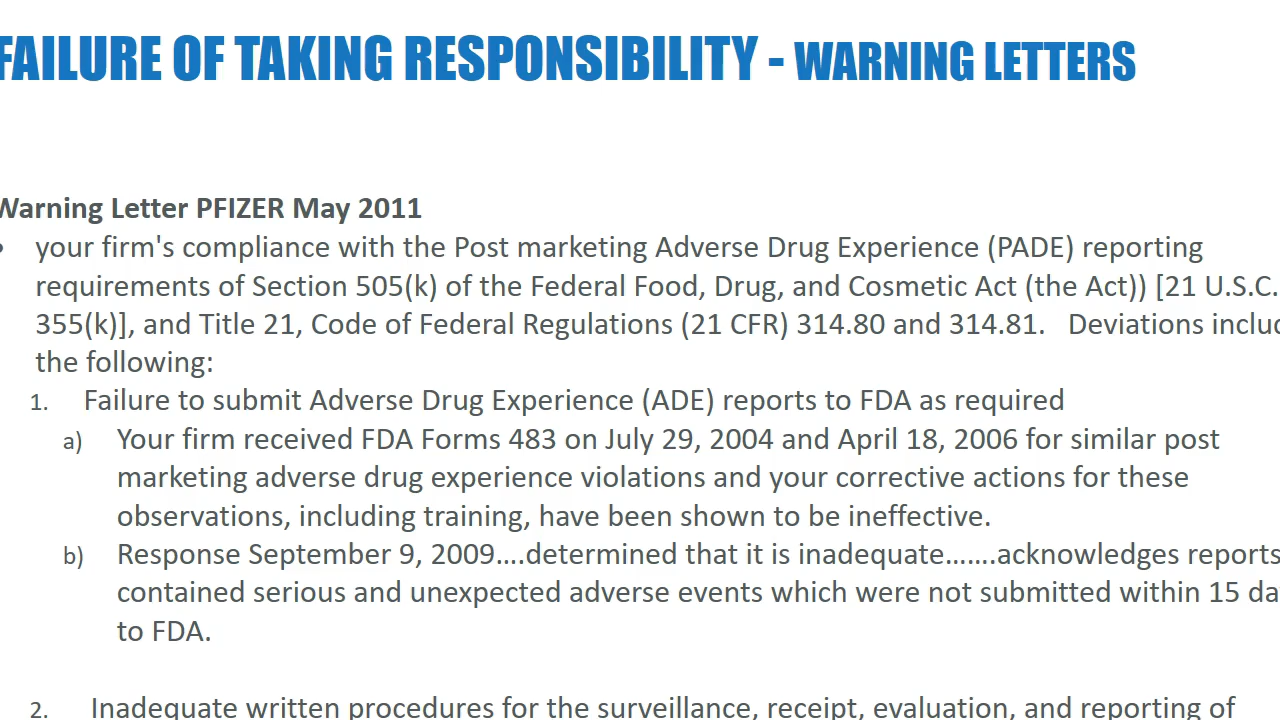 FAILURE OF TAKING RESPONSIBILITY - WARNING LETTERS
Warning Letter PFIZER May 2011
• your firm's compliance with the Post marketing Adverse Drug Experience (PADE) reporting
requirements of Section 505(k) of the Federal Food, Drug, and Cosmetic Act (the Act)) [21 U.S.C.
355(k)], and Title 21, Code of Federal Regulations (21 CFR) 314.80 and 314.81. Deviations includ
the following:
1. Failure to submit Adverse Drug Experience (ADE) reports to FDA as required
a) Your firm received FDA Forms 483 on July 29, 2004 and April 18, 2006 for similar post
marketing adverse drug experience violations and your corrective actions for these
observations, including training, have been shown to be ineffective.
b) Response September 9, 2009....determined that it is inadequate.......acknowledges reports
contained serious and unexpected adverse events which were not submitted within 15 da
to FDA.
2. Inadequate written procedures for the surveillance, receipt, evaluation, and reporting of